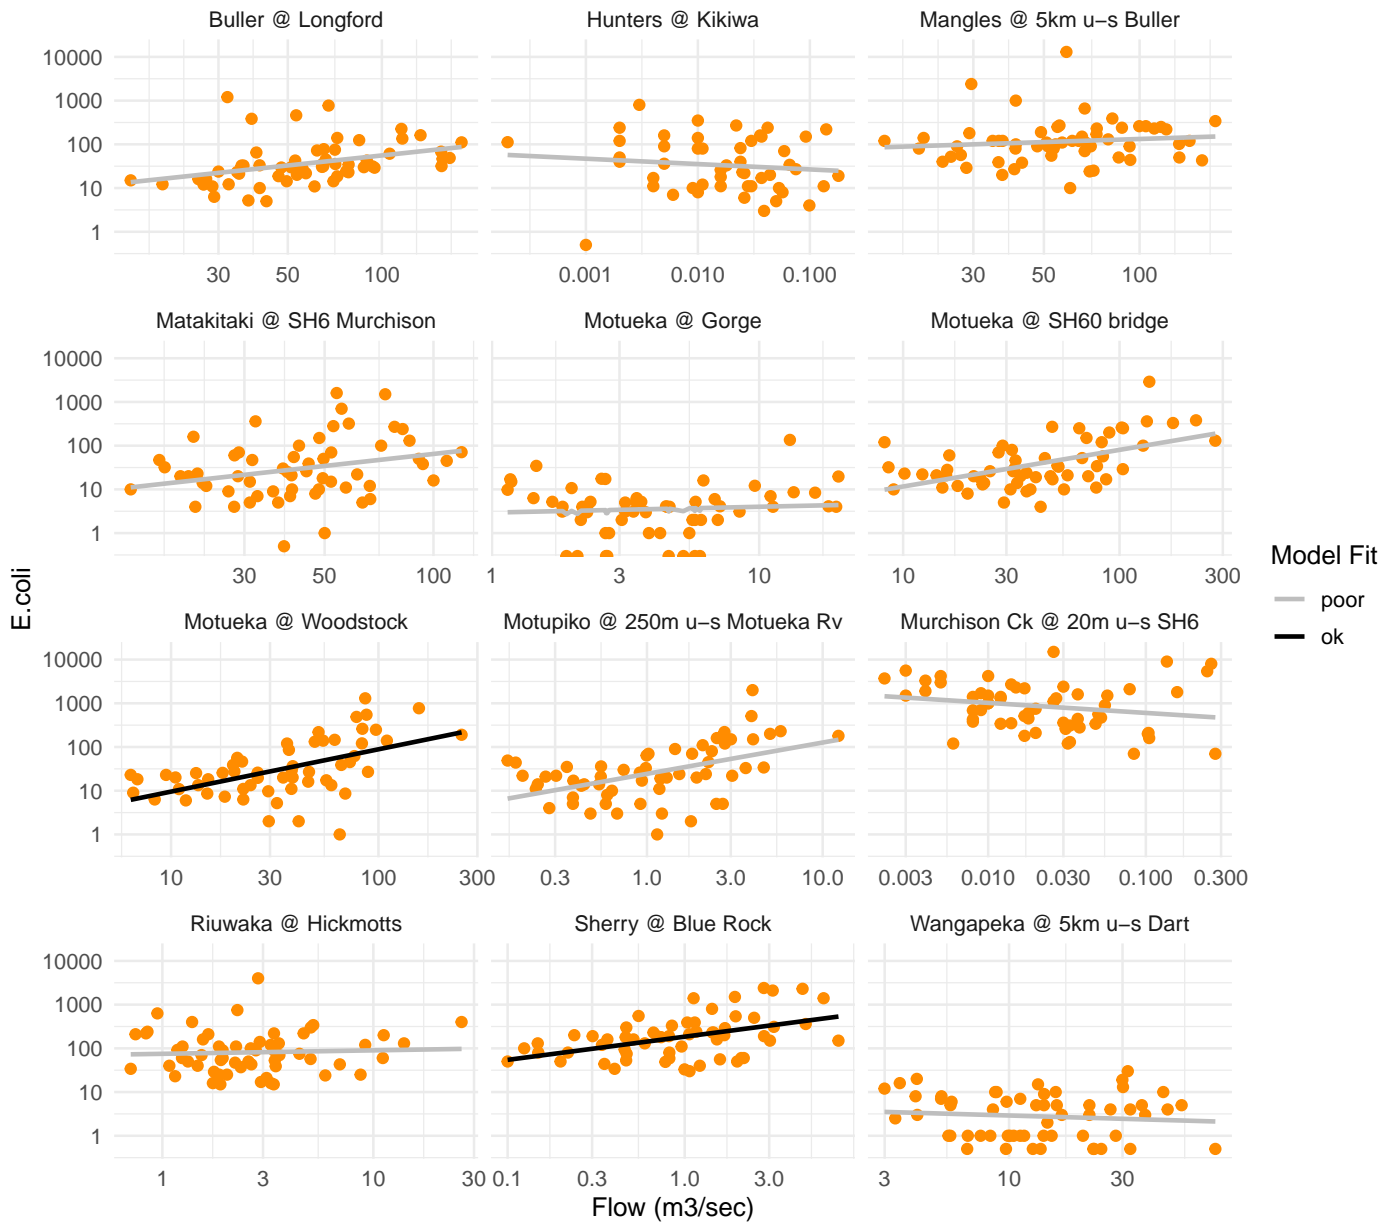 Buller @ Longford Hunters @ Kikiwa Mangles @ 5km u−s Buller
10000
1000
100
10
1
30 50 100 0.001 0.010 0.100 30 50 100
Matakitaki @ SH6 Murchison Motueka @ Gorge Motueka @ SH60 bridge
10000
1000
100
10
1
30 50 100 1 3 10 10 30 100 300
Motueka @ Woodstock Motupiko @ 250m u−s Motueka Rv Murchison Ck @ 20m u−s SH6
10000
1000
100
10
1
10 30 100 300 0.3 1.0 3.0 10.0 0.003 0.010 0.030 0.100 0.300
Riuwaka @ Hickmotts Sherry @ Blue Rock Wangapeka @ 5km u−s Dart
10000
1000
100
10
1
1 3 10 30 0.1 0.3 1.0 3.0 3 10 30
Flow (m3/sec)
E.coli
Model Fit
poor
ok